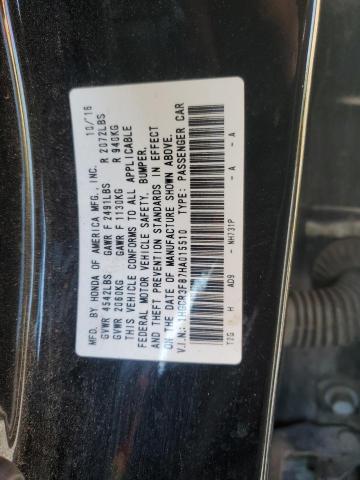 MFD. BY HONDA OF AMERICA MFG., INC. 10/16
GVWR 4542LBS GAWR F 2491LBS R 2072LBS
GVWR 2060KG GAWR F 1130KG R 940KG
THIS VEHICLE CONFORMS TO ALL APPLICABLE
FEDERAL MOTOR VEHICLE SAFETY, BUMPER,
AND THEFT PREVENTION STANDARDS IN EFFECT
ON THE DATE OF MANUFACTURE SHOWN ABOVE.
V.I.N.: 1HGCR3F87HA015510 TYPE: PASSENGER CAR
T2G H AD9 - NH731P - A - A